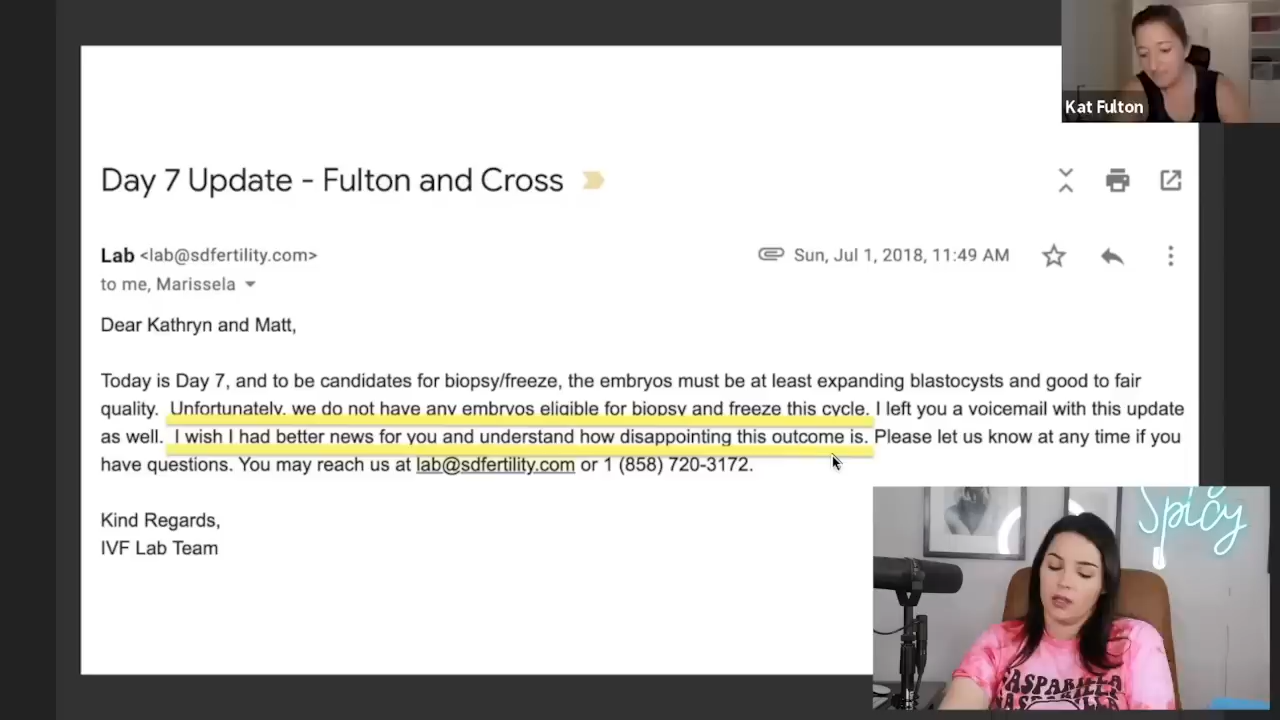 Kat Fulton
Day 7 Update - Fulton and Cross
Lab <lab@sdfertility.com>
Sun, Jul 1, 2018, 11:49 AM
to me, Marissela
Dear Kathryn and Matt,
Today is Day 7, and to be candidates for biopsy/freeze, the embryos must be at least expanding blastocysts and good to fair
quality. Unfortunately, we do not have any embryos eligible for biopsy and freeze this cycle. I left you a voicemail with this update
as well. I wish I had better news for you and understand how disappointing this outcome is. Please let us know at any time if you
have questions. You may reach us at lab@sdfertility.com or 1 (858) 720-3172.
Kind Regards,
IVF Lab Team
Spicy
GASPARILLA